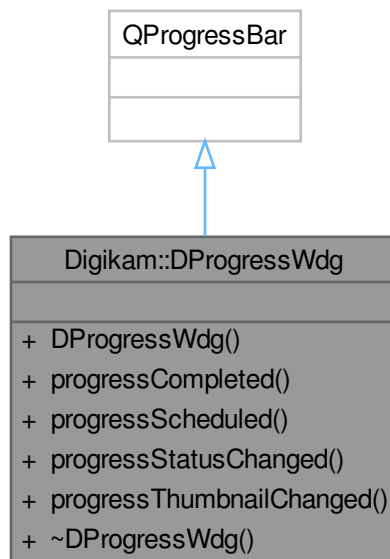 QProgressBar
Digikam::DProgressWdg
+ DProgressWdg()
+ progressCompleted()
+ progressScheduled()
+ progressStatusChanged()
+ progressThumbnailChanged()
+ ~DProgressWdg()